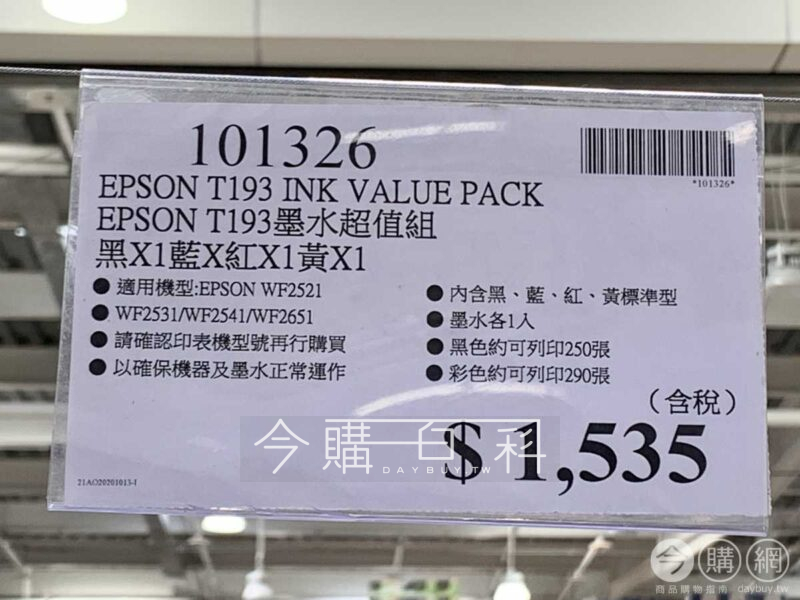 101326
*101326*
EPSON T193 INK VALUE PACK
EPSON T193墨水超值組
黑X1藍X紅X1黃X1
● 適用機型:EPSON WF2521
● WF2531/WF2541/WF2651
● 請確認印表機型號再行購買
● 以確保機器及墨水正常運作
● 內含黑、藍、紅、黃標準型
● 墨水各1入
● 黑色約可列印250張
● 彩色約可列印290張
(含稅)
$ 1,535
今購百科
DAYBUY.TW
21AO20201013-1
今購網
商品購物指南 daybuy.tw